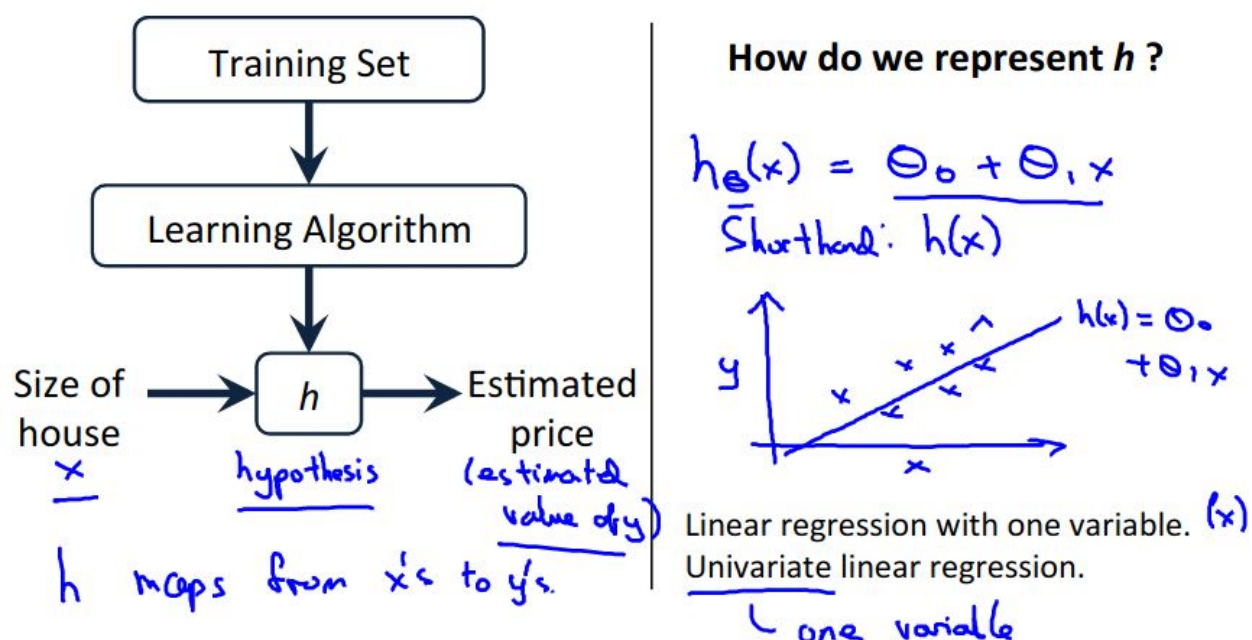 Training Set
Learning Algorithm
Size of
house
h
Estimated
price
x
hypothesis
(estimated
value of y)
h maps from x's to y's.
How do we represent h ?
hθ(x) = θ₀ + θ₁x
Shorthand: h(x)
y
x
h(x) = θ₀
+ θ₁x
Linear regression with one variable. (x)
Univariate linear regression.
one variable